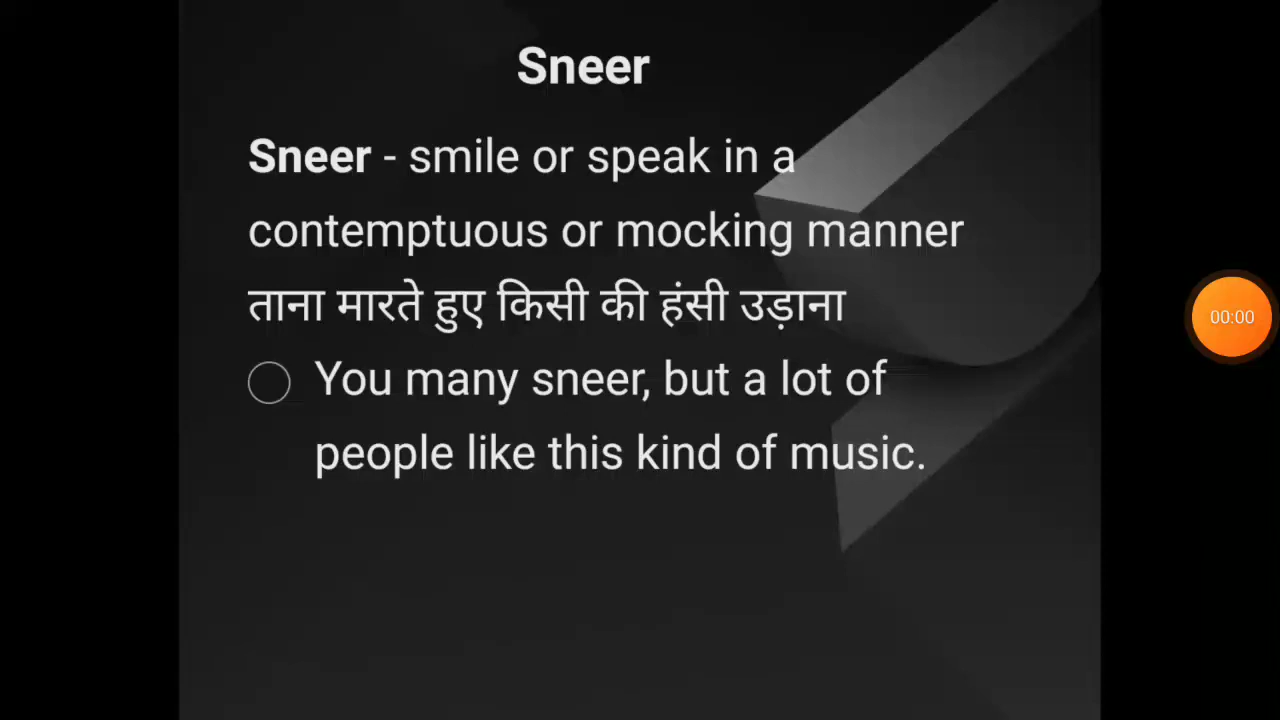 Sneer
Sneer - smile or speak in a
contemptuous or mocking manner
ताना मारते हुए किसी की हंसी उड़ाना
You many sneer, but a lot of
people like this kind of music.
00:00